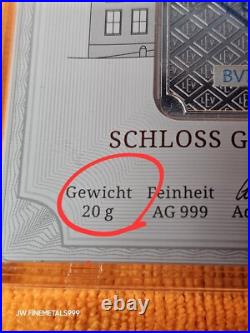 BV
SCHLOSS G
Gewicht Feinheit
20 g AG 999
JW.FINEMETALS999